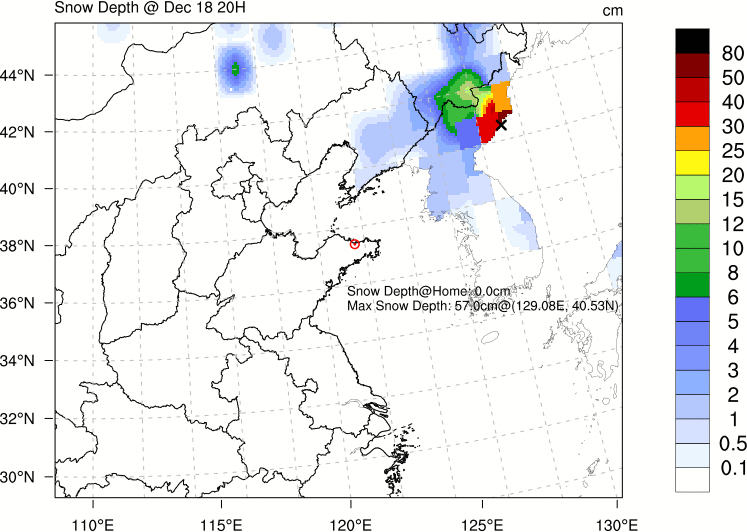 Snow Depth @ Dec 18 20H
cm
44°N
42°N
40°N
38°N
36°N
34°N
32°N
30°N
Snow Depth@Home: 0.0cm
Max Snow Depth: 57.0cm@(129.08E, 40.53N)
110°E
115°E
120°E
125°E
130°E
80
50
40
30
25
20
15
12
10
8
6
5
4
3
2
1
0.5
0.1